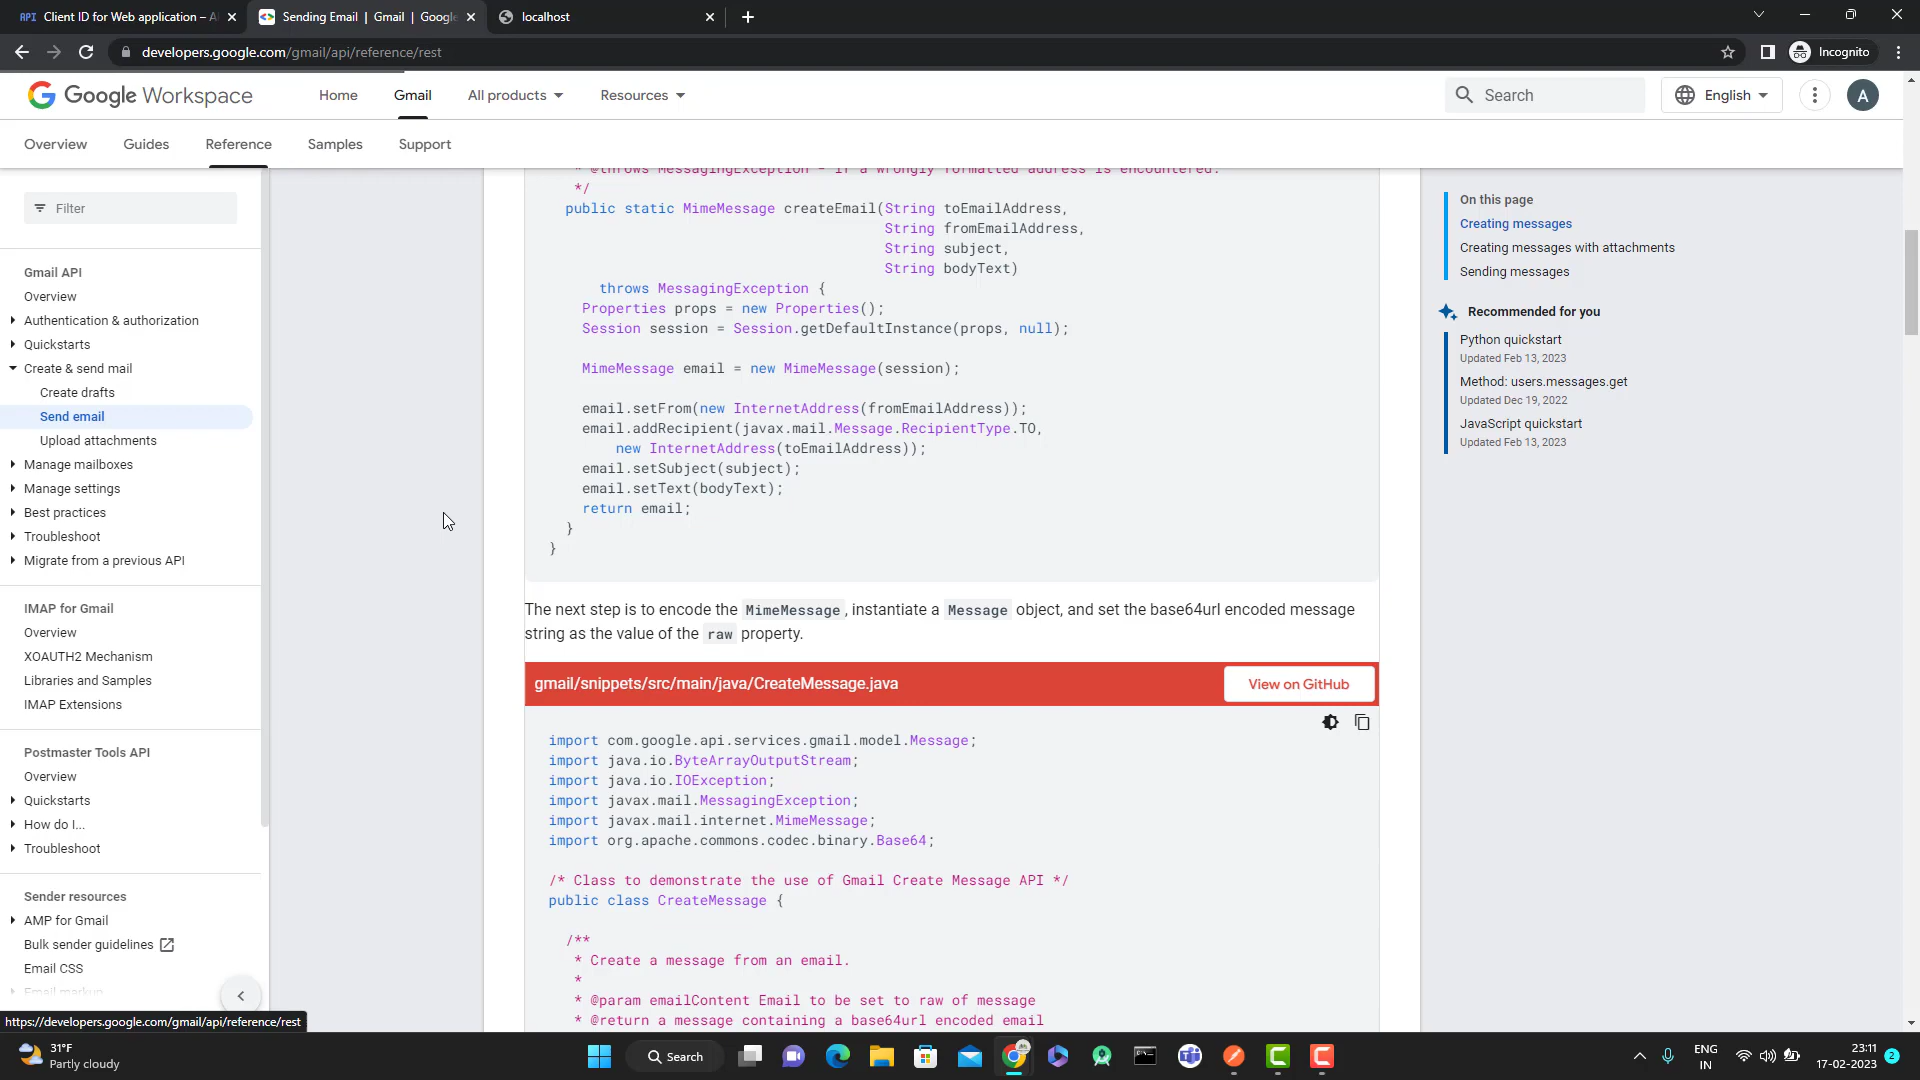 API Client ID for Web application – A
Sending Email | Gmail | Google
localhost
developers.google.com/gmail/api/reference/rest
Incognito
Google Workspace
Home
Gmail
All products
Resources
Search
English
A
Overview
Guides
Reference
Samples
Support
Filter
Gmail API
Overview
Authentication & authorization
Quickstarts
Create & send mail
Create drafts
Send email
Upload attachments
Manage mailboxes
Manage settings
Best practices
Troubleshoot
Migrate from a previous API
IMAP for Gmail
Overview
XOAUTH2 Mechanism
Libraries and Samples
IMAP Extensions
Postmaster Tools API
Overview
Quickstarts
How do I...
Troubleshoot
Sender resources
AMP for Gmail
Bulk sender guidelines
Email CSS
Email markup
https://developers.google.com/gmail/api/reference/rest
* @throws MessagingException - if a wrongly formatted address is encountered.
*/
public static MimeMessage createEmail(String toEmailAddress,
String fromEmailAddress,
String subject,
String bodyText)
throws MessagingException {
Properties props = new Properties();
Session session = Session.getDefaultInstance(props, null);
MimeMessage email = new MimeMessage(session);
email.setFrom(new InternetAddress(fromEmailAddress));
email.addRecipient(javax.mail.Message.RecipientType.TO,
new InternetAddress(toEmailAddress));
email.setSubject(subject);
email.setText(bodyText);
return email;
}
}
The next step is to encode the MimeMessage, instantiate a Message object, and set the base64url encoded message
string as the value of the raw property.
gmail/snippets/src/main/java/CreateMessage.java
View on GitHub
import com.google.api.services.gmail.model.Message;
import java.io.ByteArrayOutputStream;
import java.io.IOException;
import javax.mail.MessagingException;
import javax.mail.internet.MimeMessage;
import org.apache.commons.codec.binary.Base64;
/* Class to demonstrate the use of Gmail Create Message API */
public class CreateMessage {
/**
* Create a message from an email.
*
* @param emailContent Email to be set to raw of message
* @return a message containing a base64url encoded email
On this page
Creating messages
Creating messages with attachments
Sending messages
Recommended for you
Python quickstart
Updated Feb 13, 2023
Method: users.messages.get
Updated Dec 19, 2022
JavaScript quickstart
Updated Feb 13, 2023
31°F
Partly cloudy
Search
ENG
IN
23:11
17-02-2023
2